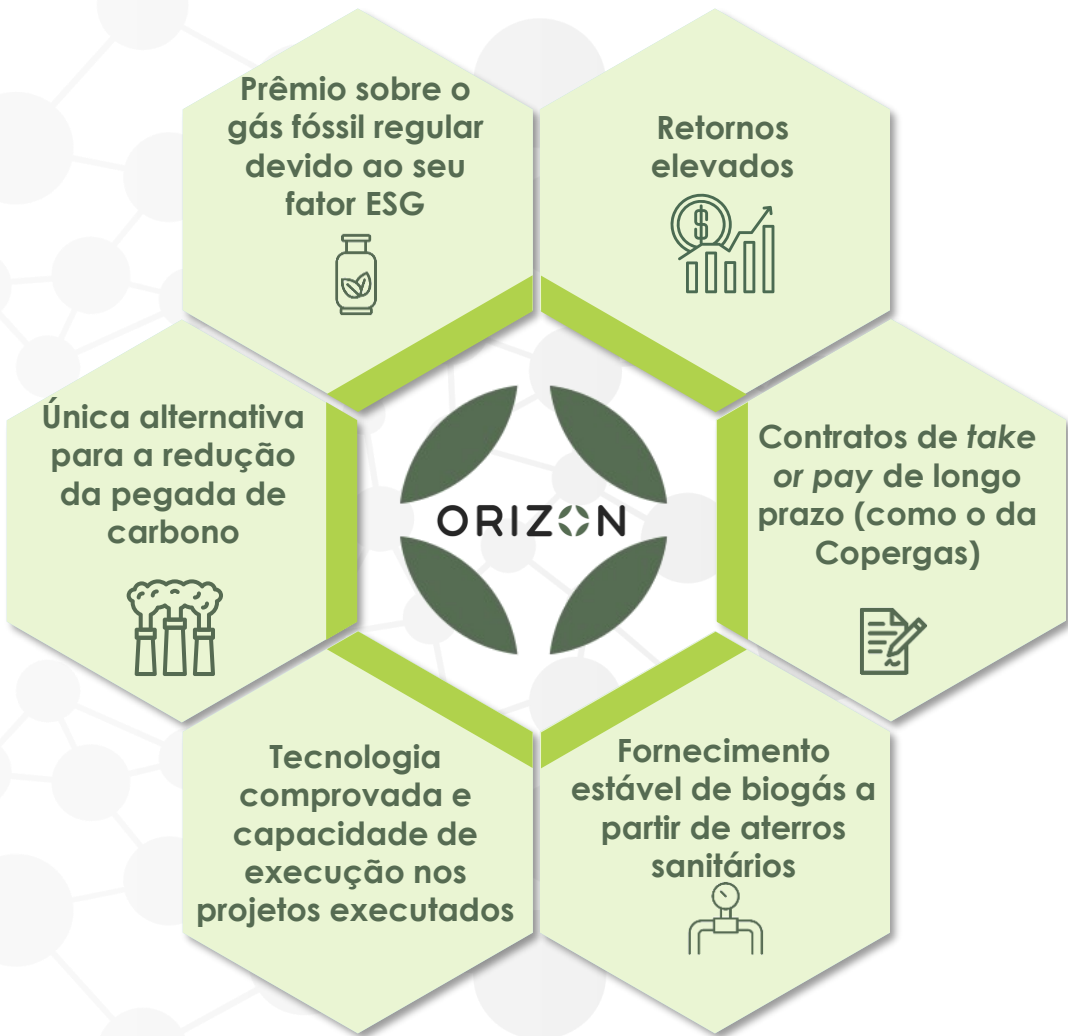 Prêmio sobre o
gás fóssil regular
devido ao seu
fator ESG
Retornos
elevados
Única alternativa
para a redução
da pegada de
carbono
ORIZON
Contratos de take
or pay de longo
prazo (como o da
Copergas)
Tecnologia
comprovada e
capacidade de
execução nos
projetos executados
Fornecimento
estável de biogás a
partir de aterros
sanitários